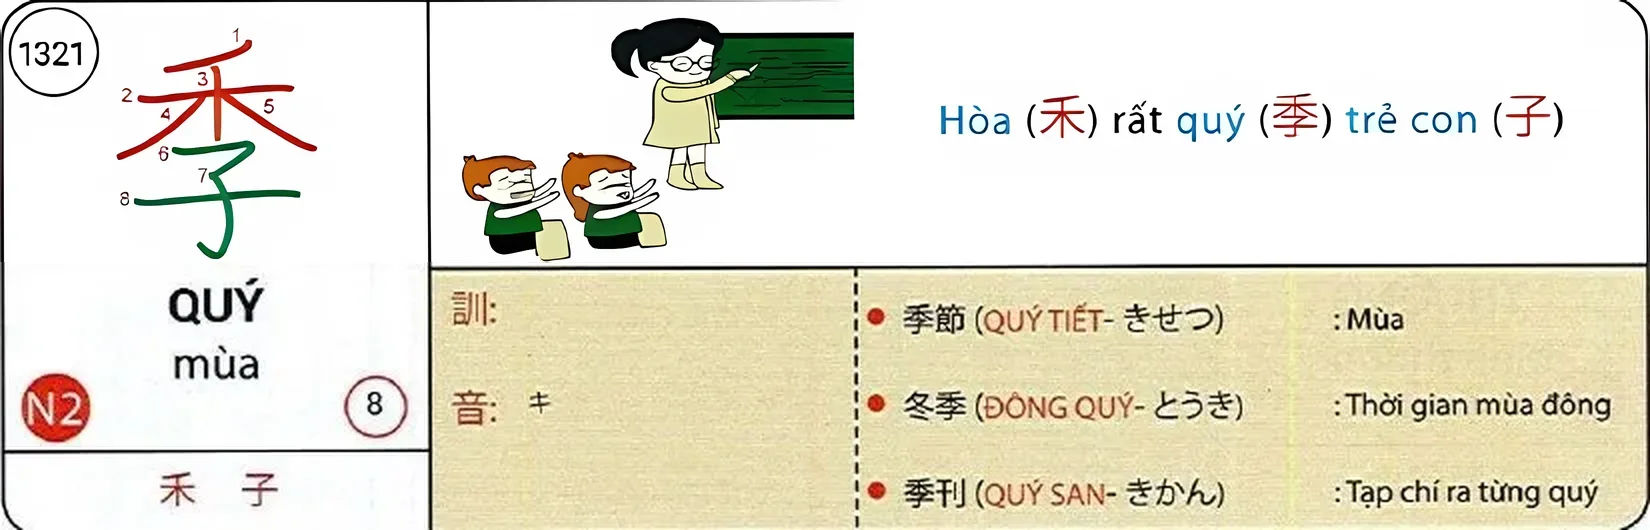 1321
季
1
2
3
4
5
6
7
8
QUÝ
mùa
N2
8
禾 子
Hòa (禾) rất quý (季) trẻ con (子)
訓:
音: キ
季節 (QUÝ TIẾT- きせつ) : Mùa
冬季 (ĐÔNG QUÝ- とうき) : Thời gian mùa đông
季刊 (QUÝ SAN- きかん) : Tạp chí ra từng quý